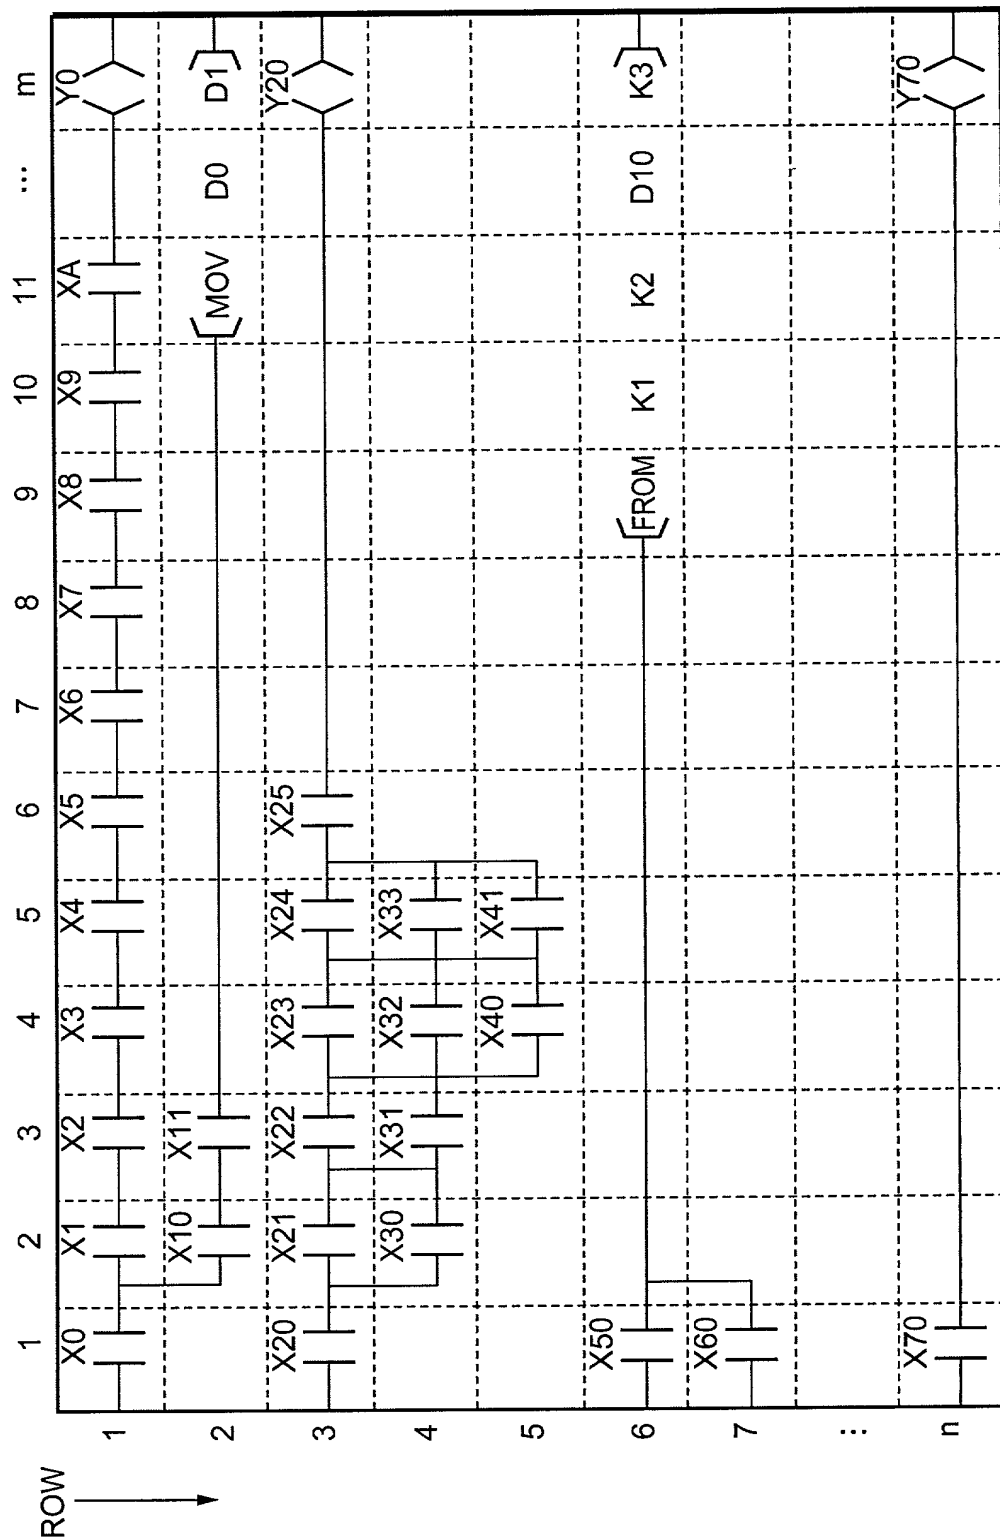 1 2 3 4 5 6 7 8 9 10 11 ... m
ROW
1 X0 X1 X2 X3 X4 X5 X6 X7 X8 X9 XA Y0
2 X10 X11 MOV D0 D1
3 X20 X21 X22 X23 X24 X25 Y20
4 X30 X31 X32 X33
5 X40 X41
6 X50 FROM K1 K2 D10 K3
7 X60
...
n X70 Y70